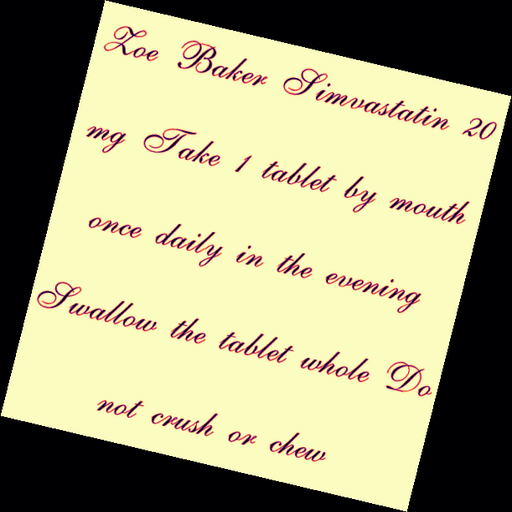 Zoe Baker Simvastatin 20
mg Take 1 tablet by mouth
once daily in the evening
Swallow the tablet whole Do
not crush or chew